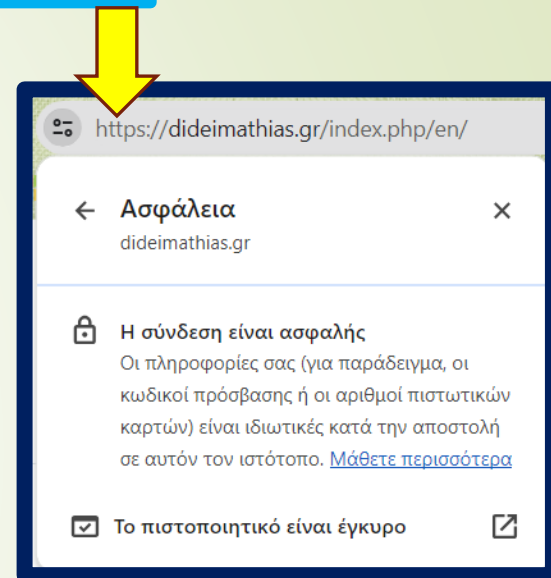 https://dideimathias.gr/index.php/en/
Ασφάλεια
dideimathias.gr
Η σύνδεση είναι ασφαλής
Οι πληροφορίες σας (για παράδειγμα, οι
κωδικοί πρόσβασης ή οι αριθμοί πιστωτικών
καρτών) είναι ιδιωτικές κατά την αποστολή
σε αυτόν τον ιστότοπο. Μάθετε περισσότερα
Το πιστοποιητικό είναι έγκυρο